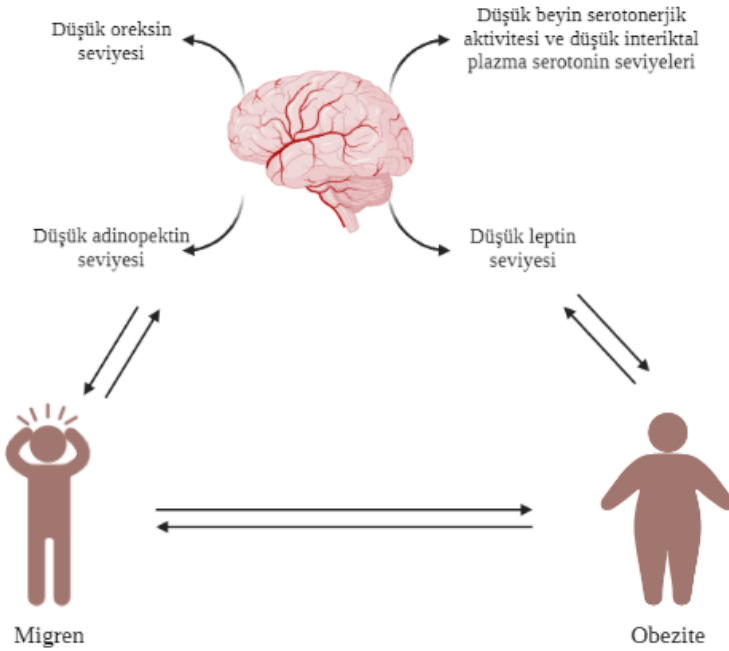 Düşük oreksin
seviyesi
Düşük beyin serotonerjik
aktivitesi ve düşük interiktal
plazma serotonin seviyeleri
Düşük adinopektin
seviyesi
Düşük leptin
seviyesi
Migren
Obezite